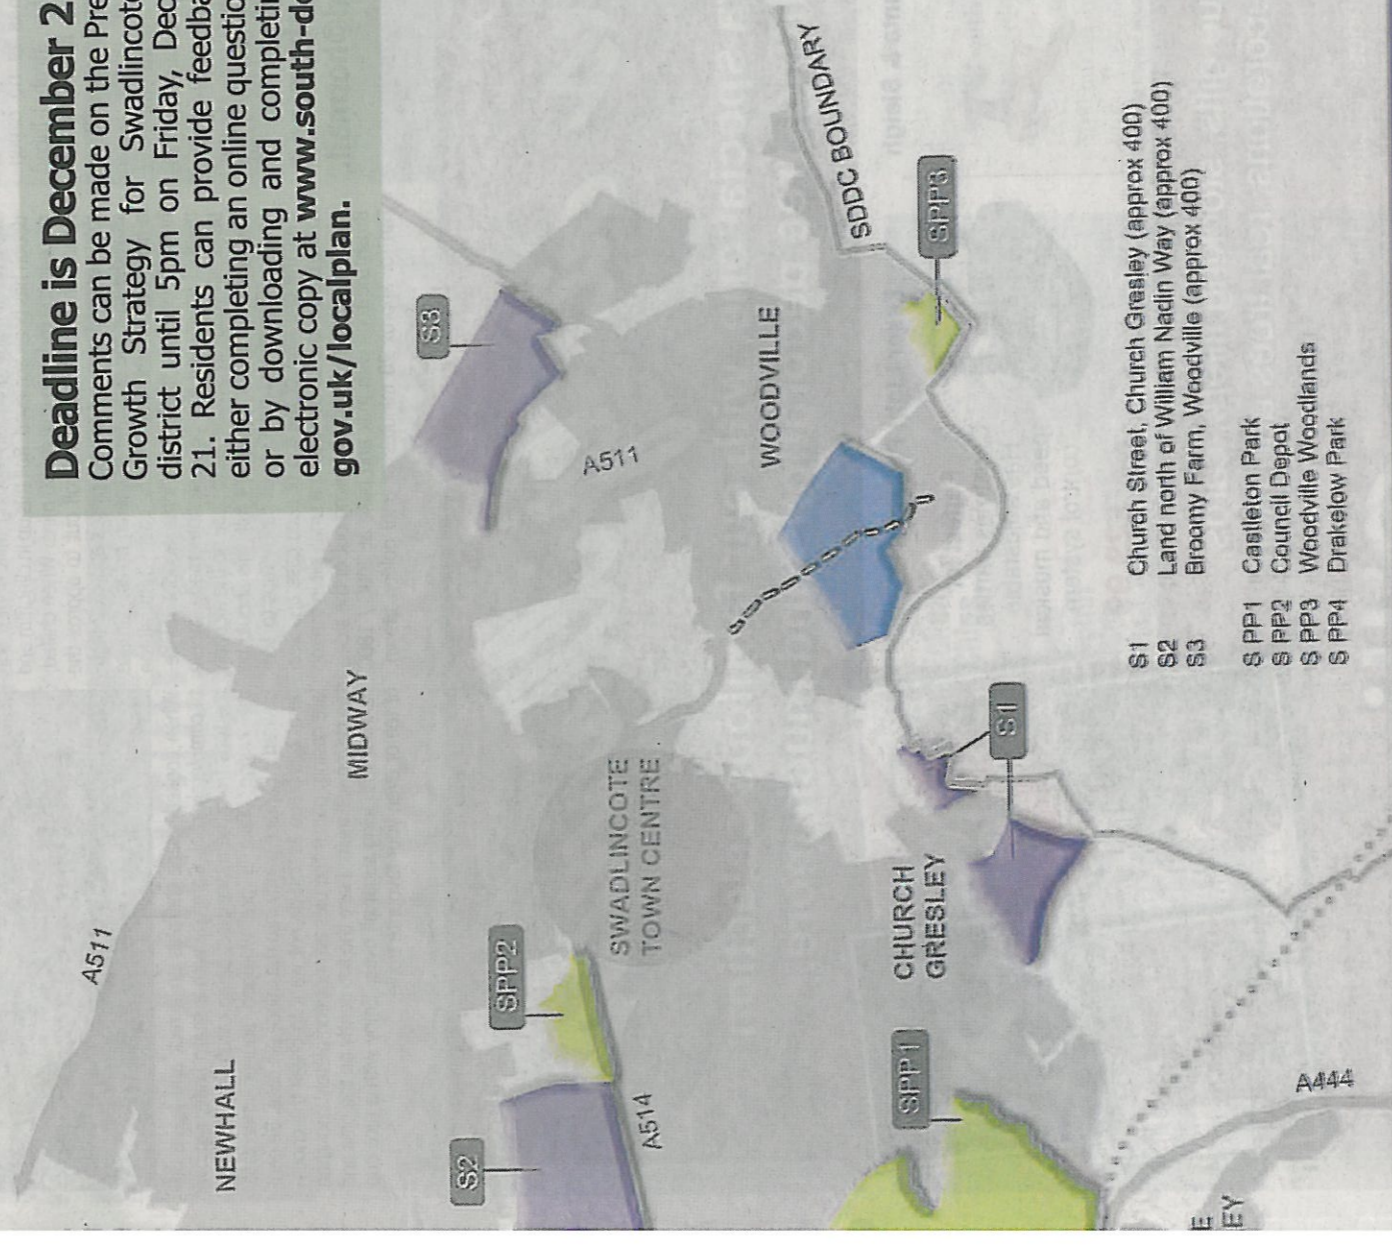 Deadline is December 2
Comments can be made on the Pre
Growth Strategy for Swadlincote
district until 5pm on Friday, Dec
21. Residents can provide feedba
either completing an online questio
or by downloading and completi
electronic copy at www.south-de
gov.uk/localplan.
A511
NEWHALL
MIDWAY
S3
S2
SPP2
A514
A511
SWADLINCOTE
TOWN CENTRE
WOODVILLE
SDDC BOUNDARY
SPP3
SPP1
CHURCH
GRESLEY
S1
A444
E
EY
S1 Church Street, Church Gresley (approx 400)
S2 Land north of William Nadin Way (approx 400)
S3 Broomy Farm, Woodville (approx 400)
S PP1 Castleton Park
S PP2 Council Depot
S PP3 Woodville Woodlands
S PP4 Drakelow Park